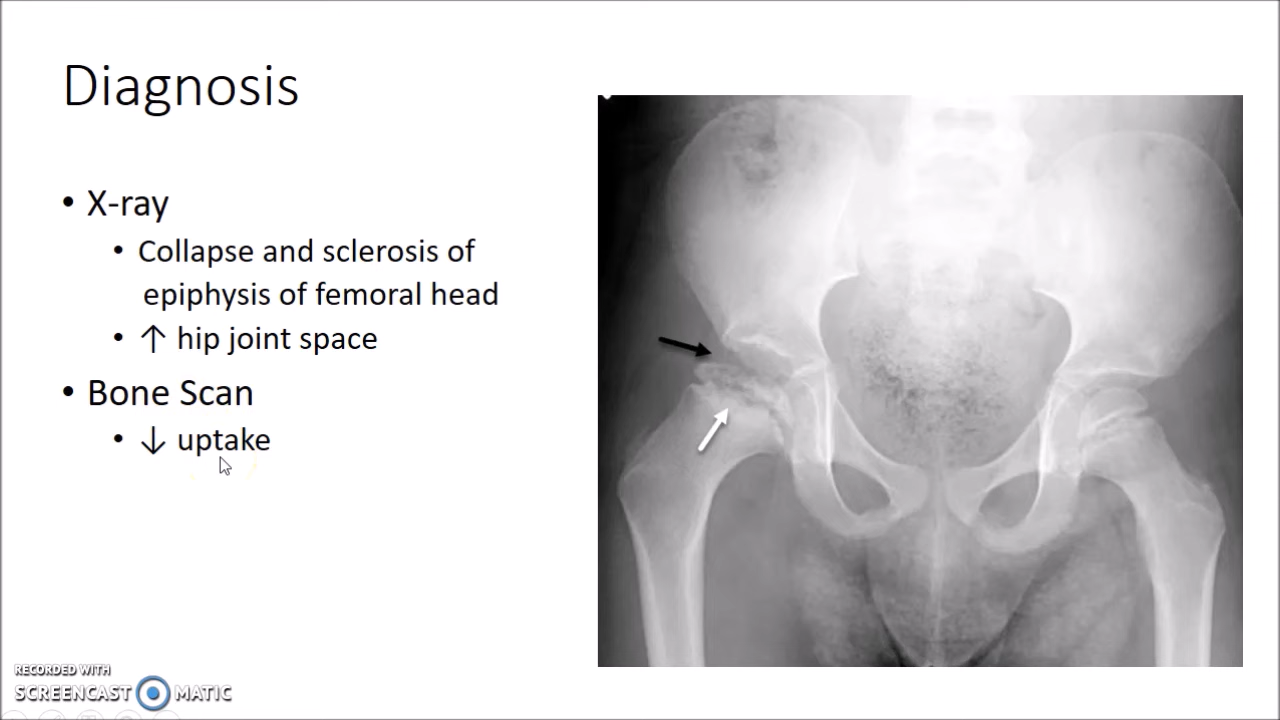 Diagnosis
• X-ray
• Collapse and sclerosis of
epiphysis of femoral head
• ↑ hip joint space
• Bone Scan
• ↓ uptake
RECORDED WITH
SCREENCAST MATIC